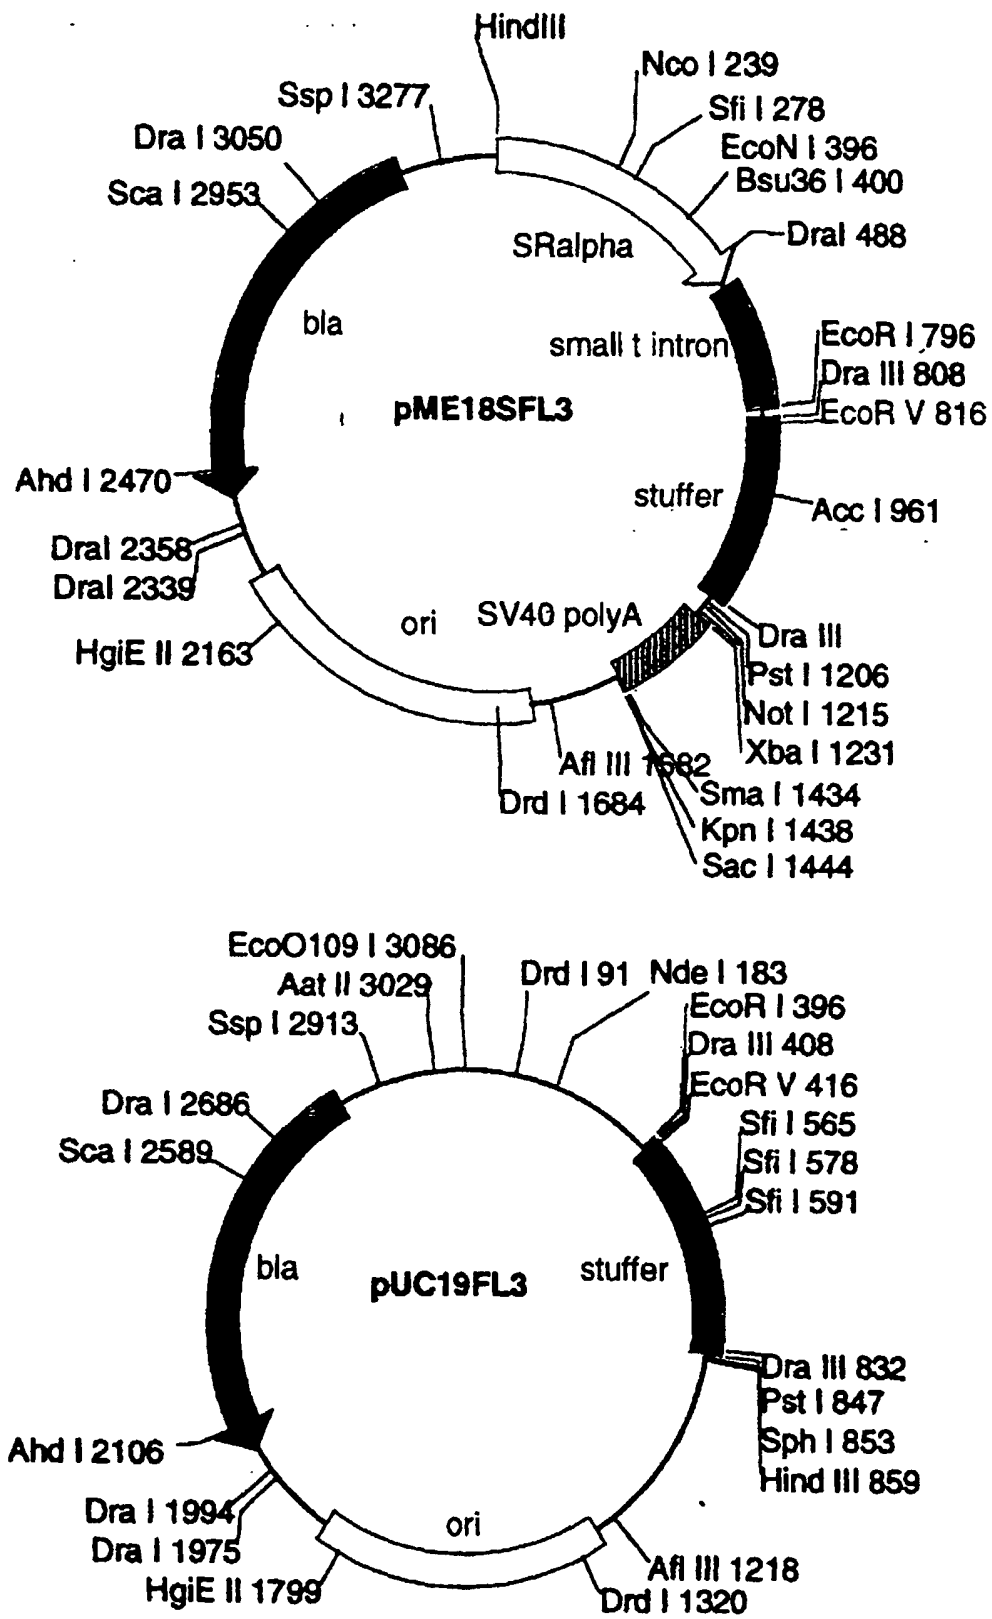 HindIII
Nco I 239
Ssp I 3277
Sfi I 278
Dra I 3050
EcoN I 396
Sca I 2953
Bsu36 I 400
DraI 488
SRalpha
bla
small t intron
EcoR I 796
Dra III 808
pME18SFL3
EcoR V 816
Ahd I 2470
stuffer
Acc I 961
DraI 2358
DraI 2339
ori
SV40 polyA
HgiE II 2163
Dra III
Pst I 1206
Not I 1215
Xba I 1231
Afl III 1582
Drd I 1684
Sma I 1434
Kpn I 1438
Sac I 1444
EcoO109 I 3086
Drd I 91
Nde I 183
Aat II 3029
Ssp I 2913
EcoR I 396
Dra III 408
EcoR V 416
Dra I 2686
Sca I 2589
Sfi I 565
Sfi I 578
Sfi I 591
bla
pUC19FL3
stuffer
Dra III 832
Pst I 847
Sph I 853
Hind III 859
Ahd I 2106
Dra I 1994
Dra I 1975
ori
HgiE II 1799
Afl III 1218
Drd I 1320